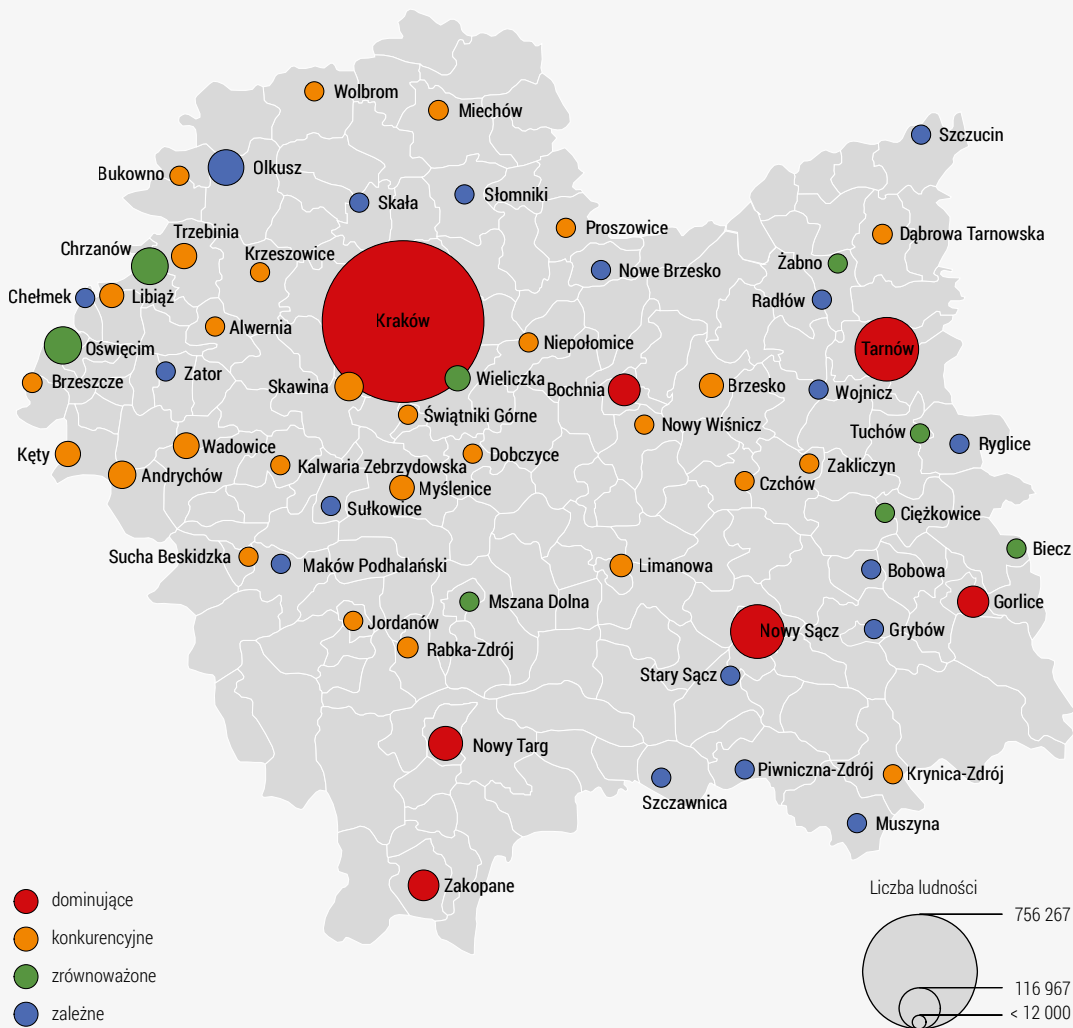 Wolbrom
Miechów
Szczucin
Olkusz
Bukowno
Skała
Słomniki
Proszowice
Dąbrowa Tarnowska
Trzebinia
Chrzanów
Krzeszowice
Nowe Brzesko
Żabno
Chełmek
Libiąż
Radłów
Kraków
Alwernia
Niepołomice
Oświęcim
Tarnów
Brzeszcze
Zator
Skawina
Wieliczka
Bochnia
Brzesko
Wojnicz
Świątniki Górne
Nowy Wiśnicz
Tuchów
Ryglice
Kęty
Wadowice
Dobczyce
Kalwaria Zebrzydowska
Zakliczyn
Andrychów
Myślenice
Czchów
Sułkowice
Ciężkowice
Biecz
Sucha Beskidzka
Maków Podhalański
Limanowa
Bobowa
Mszana Dolna
Gorlice
Jordanów
Nowy Sącz
Grybów
Rabka-Zdrój
Stary Sącz
Nowy Targ
Piwniczna-Zdrój
Krynica-Zdrój
Szczawnica
Muszyna
Zakopane
dominujące
konkurencyjne
zrównoważone
zależne
Liczba ludności
756 267
116 967
< 12 000